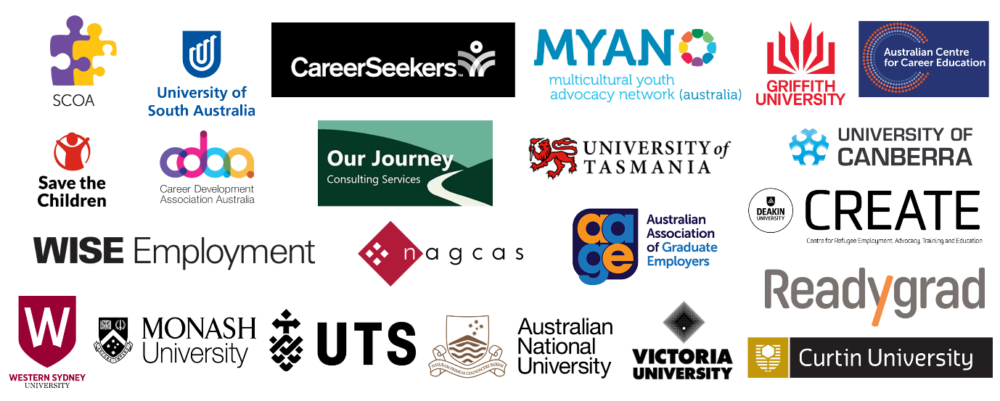 SCOA
University of
South Australia
CareerSeekers™
MYAN
multicultural youth
advocacy network (australia)
GRIFFITH
UNIVERSITY
Australian Centre
for Career Education
Save the
Children
cdaa
Career Development
Association Australia
Our Journey
Consulting Services
UNIVERSITY of
TASMANIA
UNIVERSITY OF
CANBERRA
DEAKIN
UNIVERSITY
CREATE
Centre for Refugee Employment, Advocacy, Training and Education
WISE Employment
nagcas
aage
Australian
Association
of Graduate
Employers
Readygrad
W
WESTERN SYDNEY
UNIVERSITY
MONASH
University
UTS
NATURAM PRIMUM COGNOSCERE RERUM
Australian
National
University
VICTORIA
UNIVERSITY
Curtin University